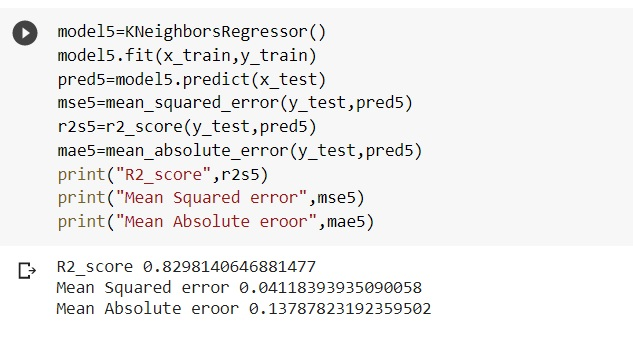 model5=KNeighborsRegressor()
model5.fit(x_train,y_train)
pred5=model5.predict(x_test)
mse5=mean_squared_error(y_test,pred5)
r2s5=r2_score(y_test,pred5)
mae5=mean_absolute_error(y_test,pred5)
print("R2_score",r2s5)
print("Mean Squared error",mse5)
print("Mean Absolute eroor",mae5)
R2_score 0.8298140646881477
Mean Squared error 0.04118393935090058
Mean Absolute eroor 0.13787823192359502